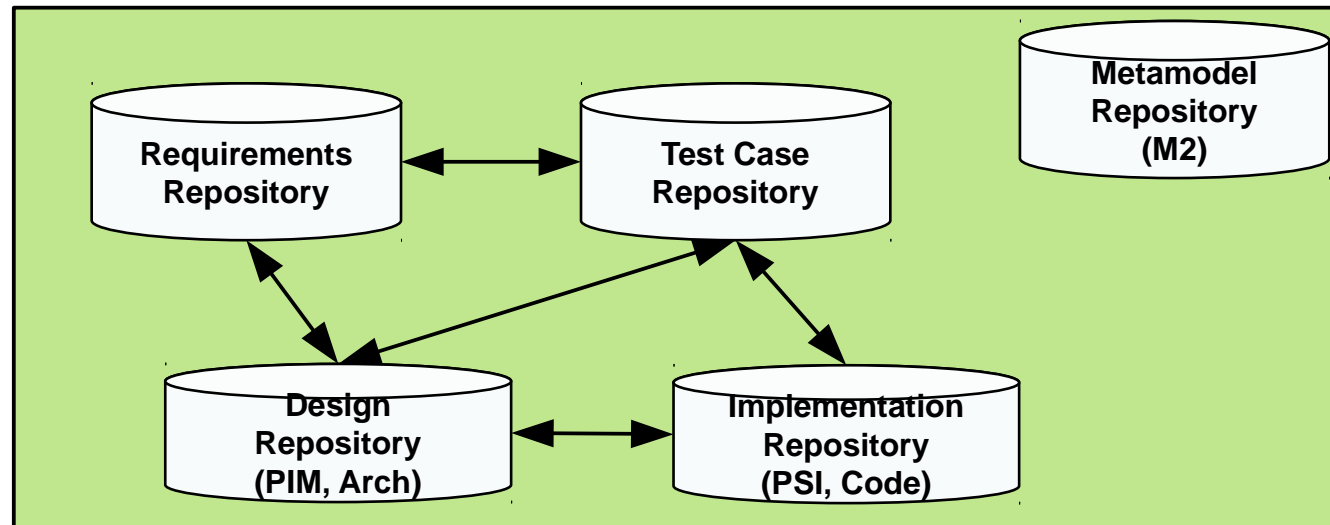 Metamodel
Repository
(M2)
Requirements
Repository
Test Case
Repository
Design
Repository
(PIM, Arch)
Implementation
Repository
(PSI, Code)